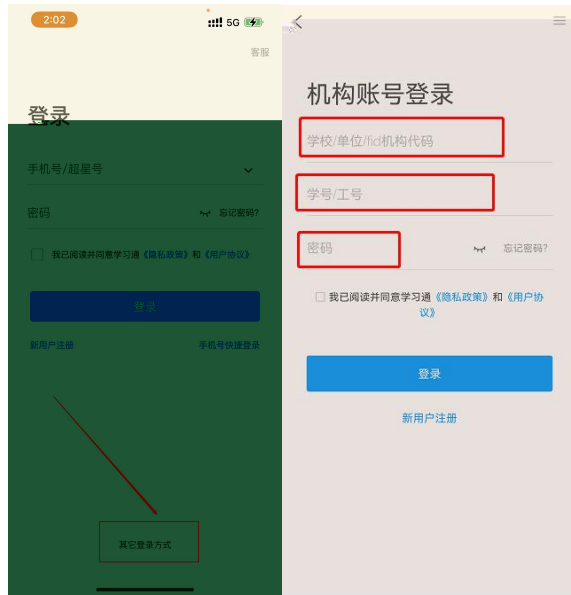 2:02
5G
客服
登录
手机号/超星号
密码
忘记密码?
我已阅读并同意学习通《隐私政策》和《用户协议》
登录
新用户注册
手机号快捷登录
其它登录方式
机构账号登录
学校/单位/fid机构代码
学号/工号
密码
忘记密码?
我已阅读并同意学习通《隐私政策》和《用户协
议》
登录
新用户注册